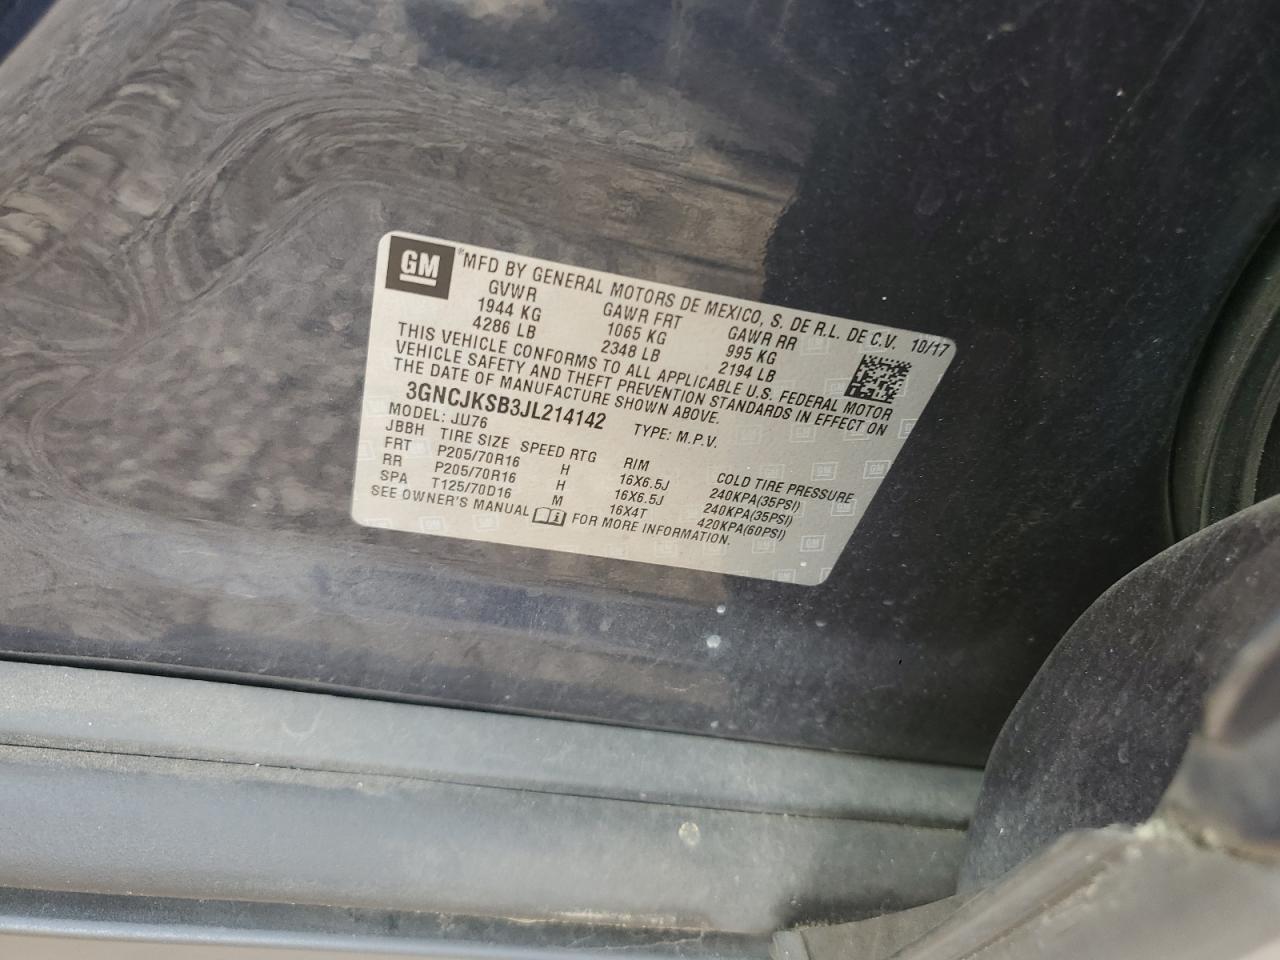 GM
MFD BY GENERAL MOTORS DE MEXICO, S. DE R.L. DE C.V. 10/17
GVWR GAWR FRT GAWR RR
1944 KG 1065 KG 995 KG
4286 LB 2348 LB 2194 LB
THIS VEHICLE CONFORMS TO ALL APPLICABLE U.S. FEDERAL MOTOR
VEHICLE SAFETY AND THEFT PREVENTION STANDARDS IN EFFECT ON
THE DATE OF MANUFACTURE SHOWN ABOVE.
3GNCJKSB3JL214142 TYPE: M.P.V.
MODEL: JU76
JBBH TIRE SIZE SPEED RTG RIM COLD TIRE PRESSURE
FRT P205/70R16 H 16X6.5J 240KPA(35PSI)
RR P205/70R16 H 16X6.5J 240KPA(35PSI)
SPA T125/70D16 M 16X4T 420KPA(60PSI)
SEE OWNER'S MANUAL FOR MORE INFORMATION.